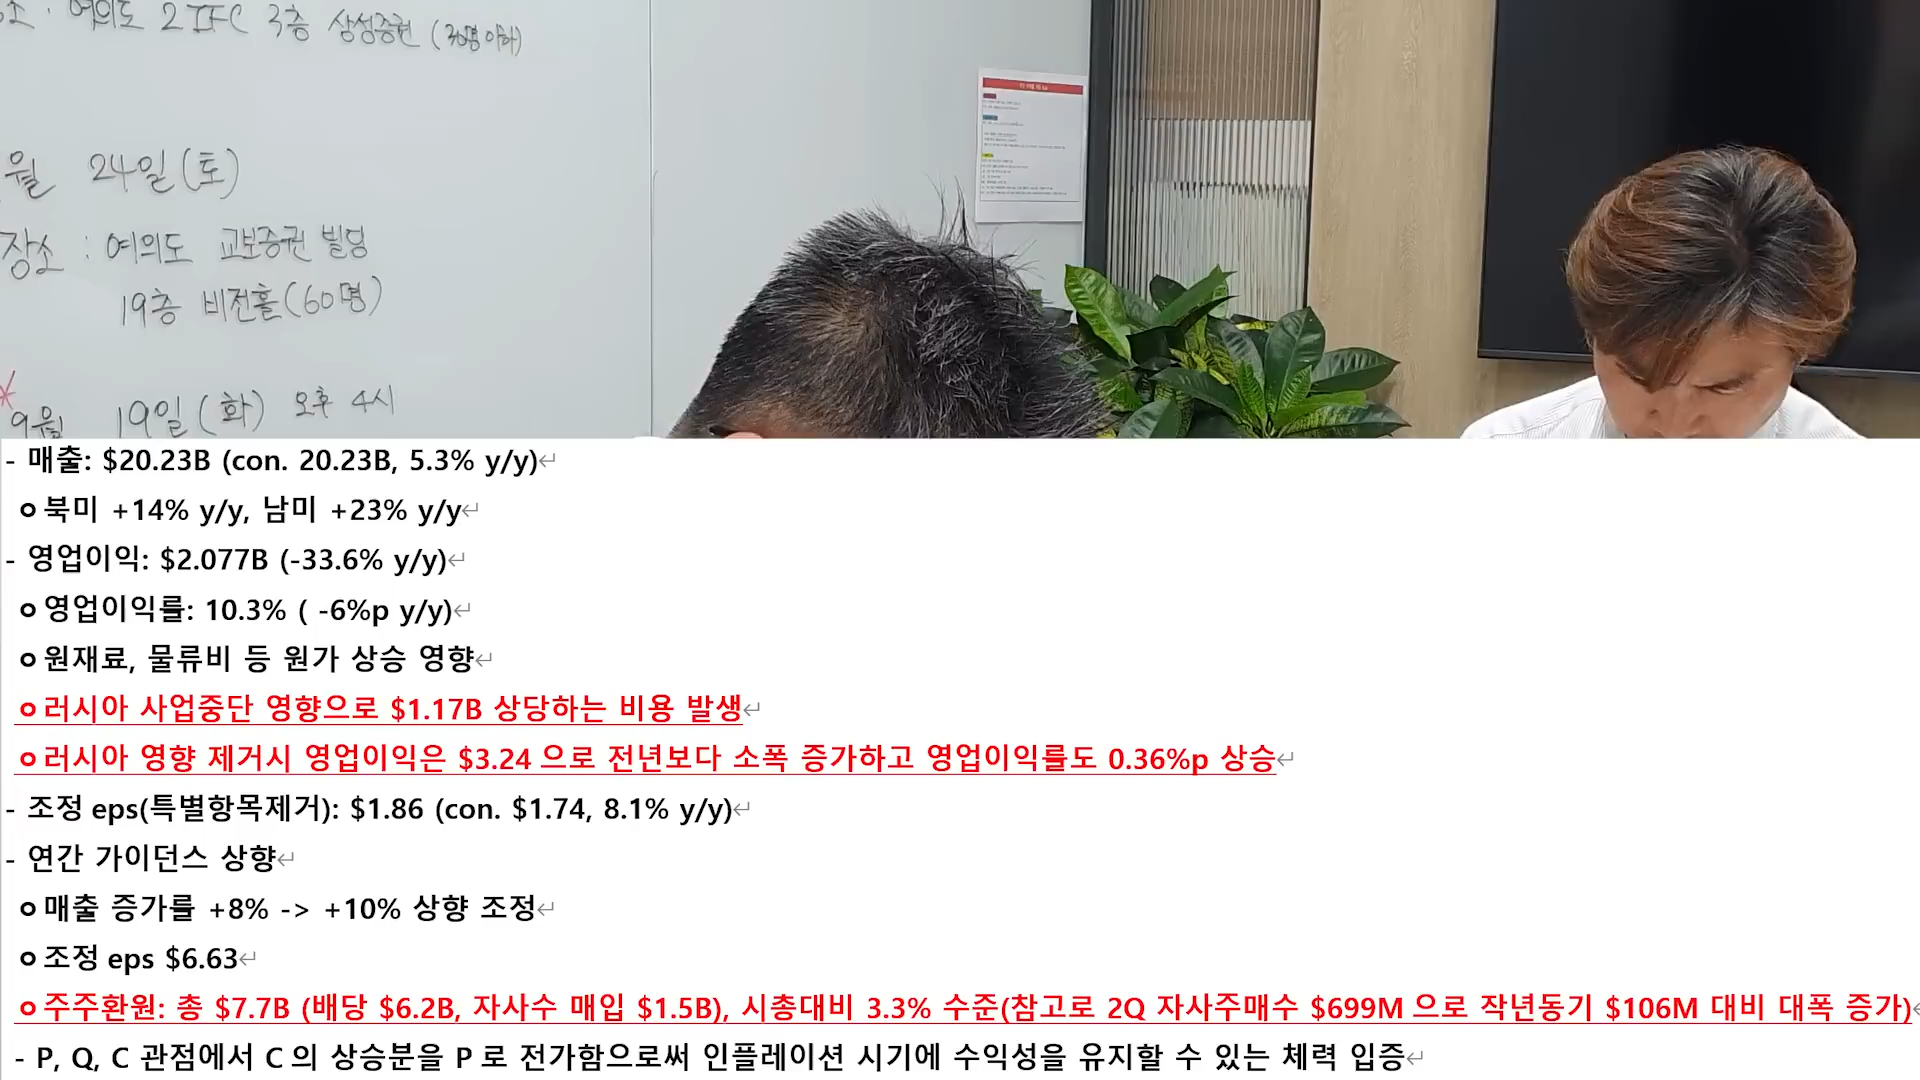 : 여의도 2 IFC 3층 삼성증권 (30명 이하)
월 24일(토)
장소 : 여의도 교보증권 빌딩
19층 비전홀(60명)
*
9월 19일(화) 오후 4시
- 매출: $20.23B (con. 20.23B, 5.3% y/y)↵
o 북미 +14% y/y, 남미 +23% y/y↵
- 영업이익: $2.077B (-33.6% y/y)↵
o 영업이익률: 10.3% ( -6%p y/y)↵
o 원재료, 물류비 등 원가 상승 영향↵
o 러시아 사업중단 영향으로 $1.17B 상당하는 비용 발생↵
o 러시아 영향 제거시 영업이익은 $3.24 으로 전년보다 소폭 증가하고 영업이익률도 0.36%p 상승↵
- 조정 eps(특별항목제거): $1.86 (con. $1.74, 8.1% y/y)↵
- 연간 가이던스 상향↵
o 매출 증가률 +8% -> +10% 상향 조정↵
o 조정 eps $6.63↵
o 주주환원: 총 $7.7B (배당 $6.2B, 자사수 매입 $1.5B), 시총대비 3.3% 수준(참고로 2Q 자사주매수 $699M 으로 작년동기 $106M 대비 대폭 증가)↵
- P, Q, C 관점에서 C 의 상승분을 P 로 전가함으로써 인플레이션 시기에 수익성을 유지할 수 있는 체력 입증↵